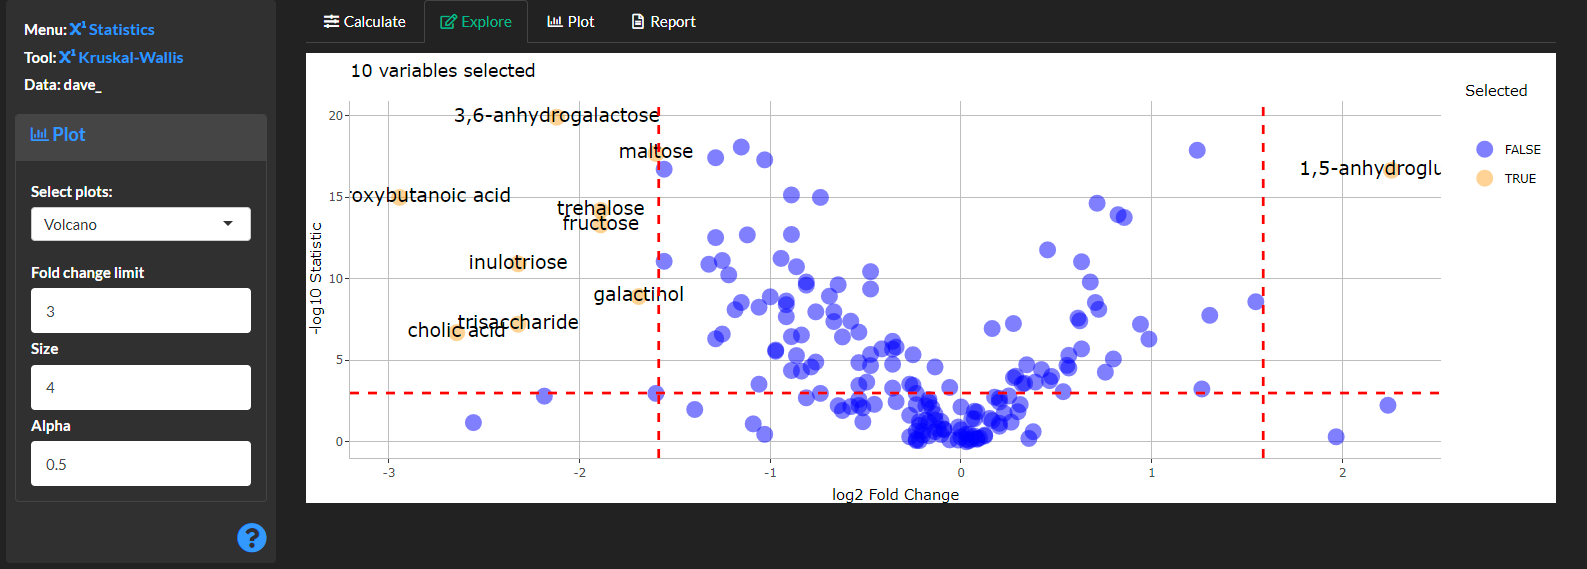 Menu: X¹ Statistics
Tool: X¹ Kruskal-Wallis
Data: dave_
Plot
Select plots:
Volcano
Fold change limit
3
Size
4
Alpha
0.5
?
Calculate
Explore
Plot
Report
10 variables selected
Selected
FALSE
TRUE
3,6-anhydrogalactose
maltose
1,5-anhydroglu
oxybutanoic acid
trehalose
fructose
inulotriose
galactinol
trisaccharide
cholic acid
-log10 Statistic
20
15
10
5
0
-3
-2
-1
0
1
2
log2 Fold Change